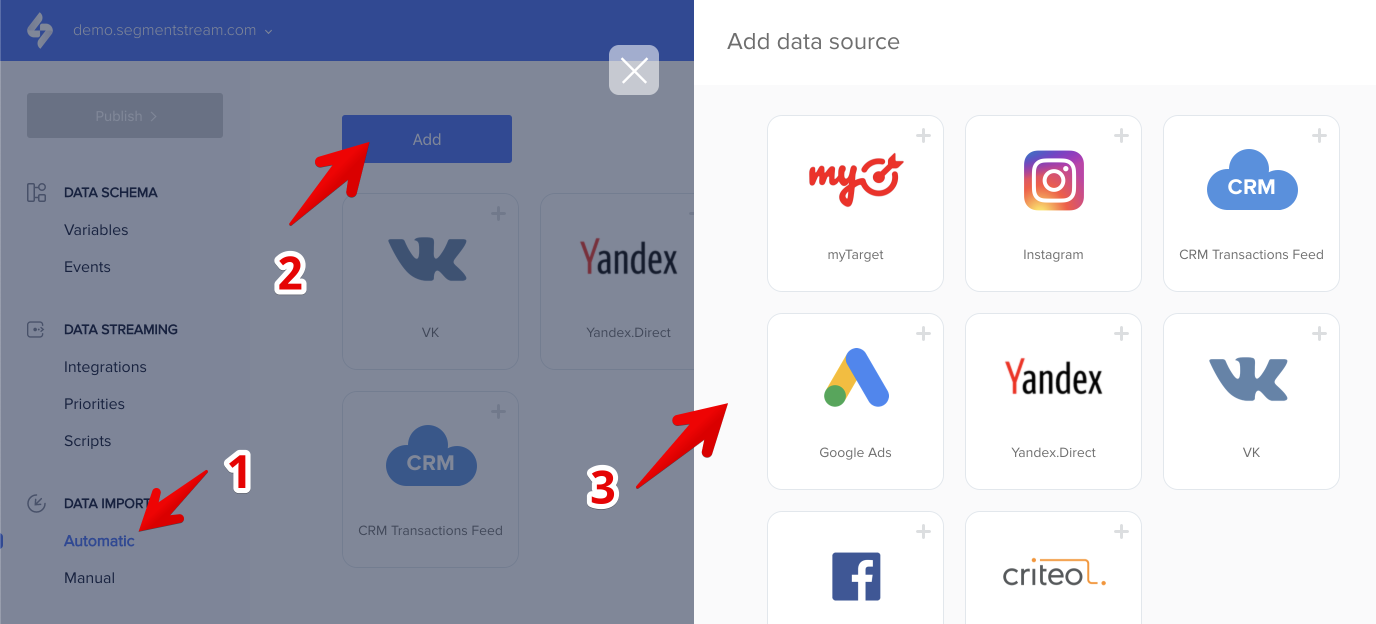 demo.segmentstream.com
Publish
DATA SCHEMA
Variables
Events
DATA STREAMING
Integrations
Priorities
Scripts
DATA IMPORT
Automatic
Manual
1
Add
2
VK
Yandex
Yandex.Direct
CRM
CRM Transactions Feed
3
Add data source
my
myTarget
Instagram
CRM
CRM Transactions Feed
Google Ads
Yandex
Yandex.Direct
VK
f
criteo